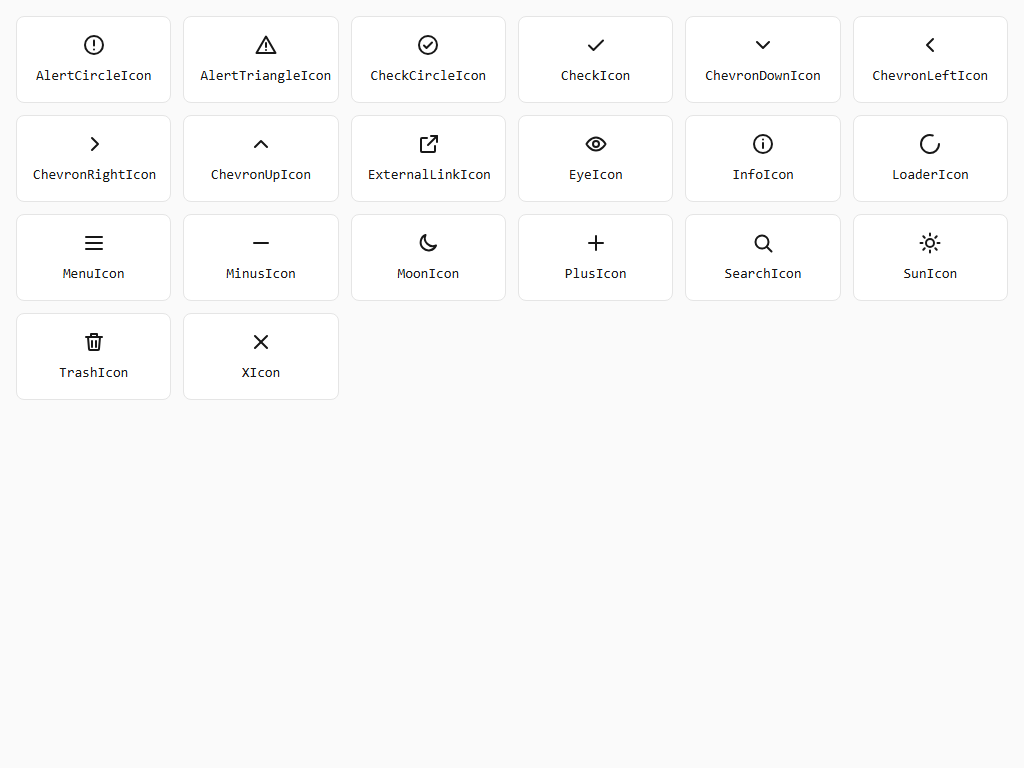 AlertCircleIcon
AlertTriangleIcon
CheckCircleIcon
CheckIcon
ChevronDownIcon
ChevronLeftIcon
ChevronRightIcon
ChevronUpIcon
ExternalLinkIcon
EyeIcon
InfoIcon
LoaderIcon
MenuIcon
MinusIcon
MoonIcon
PlusIcon
SearchIcon
SunIcon
TrashIcon
XIcon